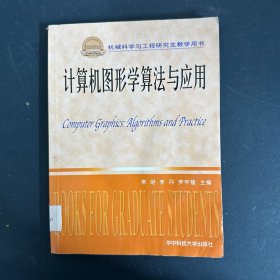 机械科学与工程研究生教学用书
计算机图形学算法与应用
Computer Graphics: Algorithms and Practice
主编
BOOKS FOR GRADUATE STUDENTS
华中科技大学出版社